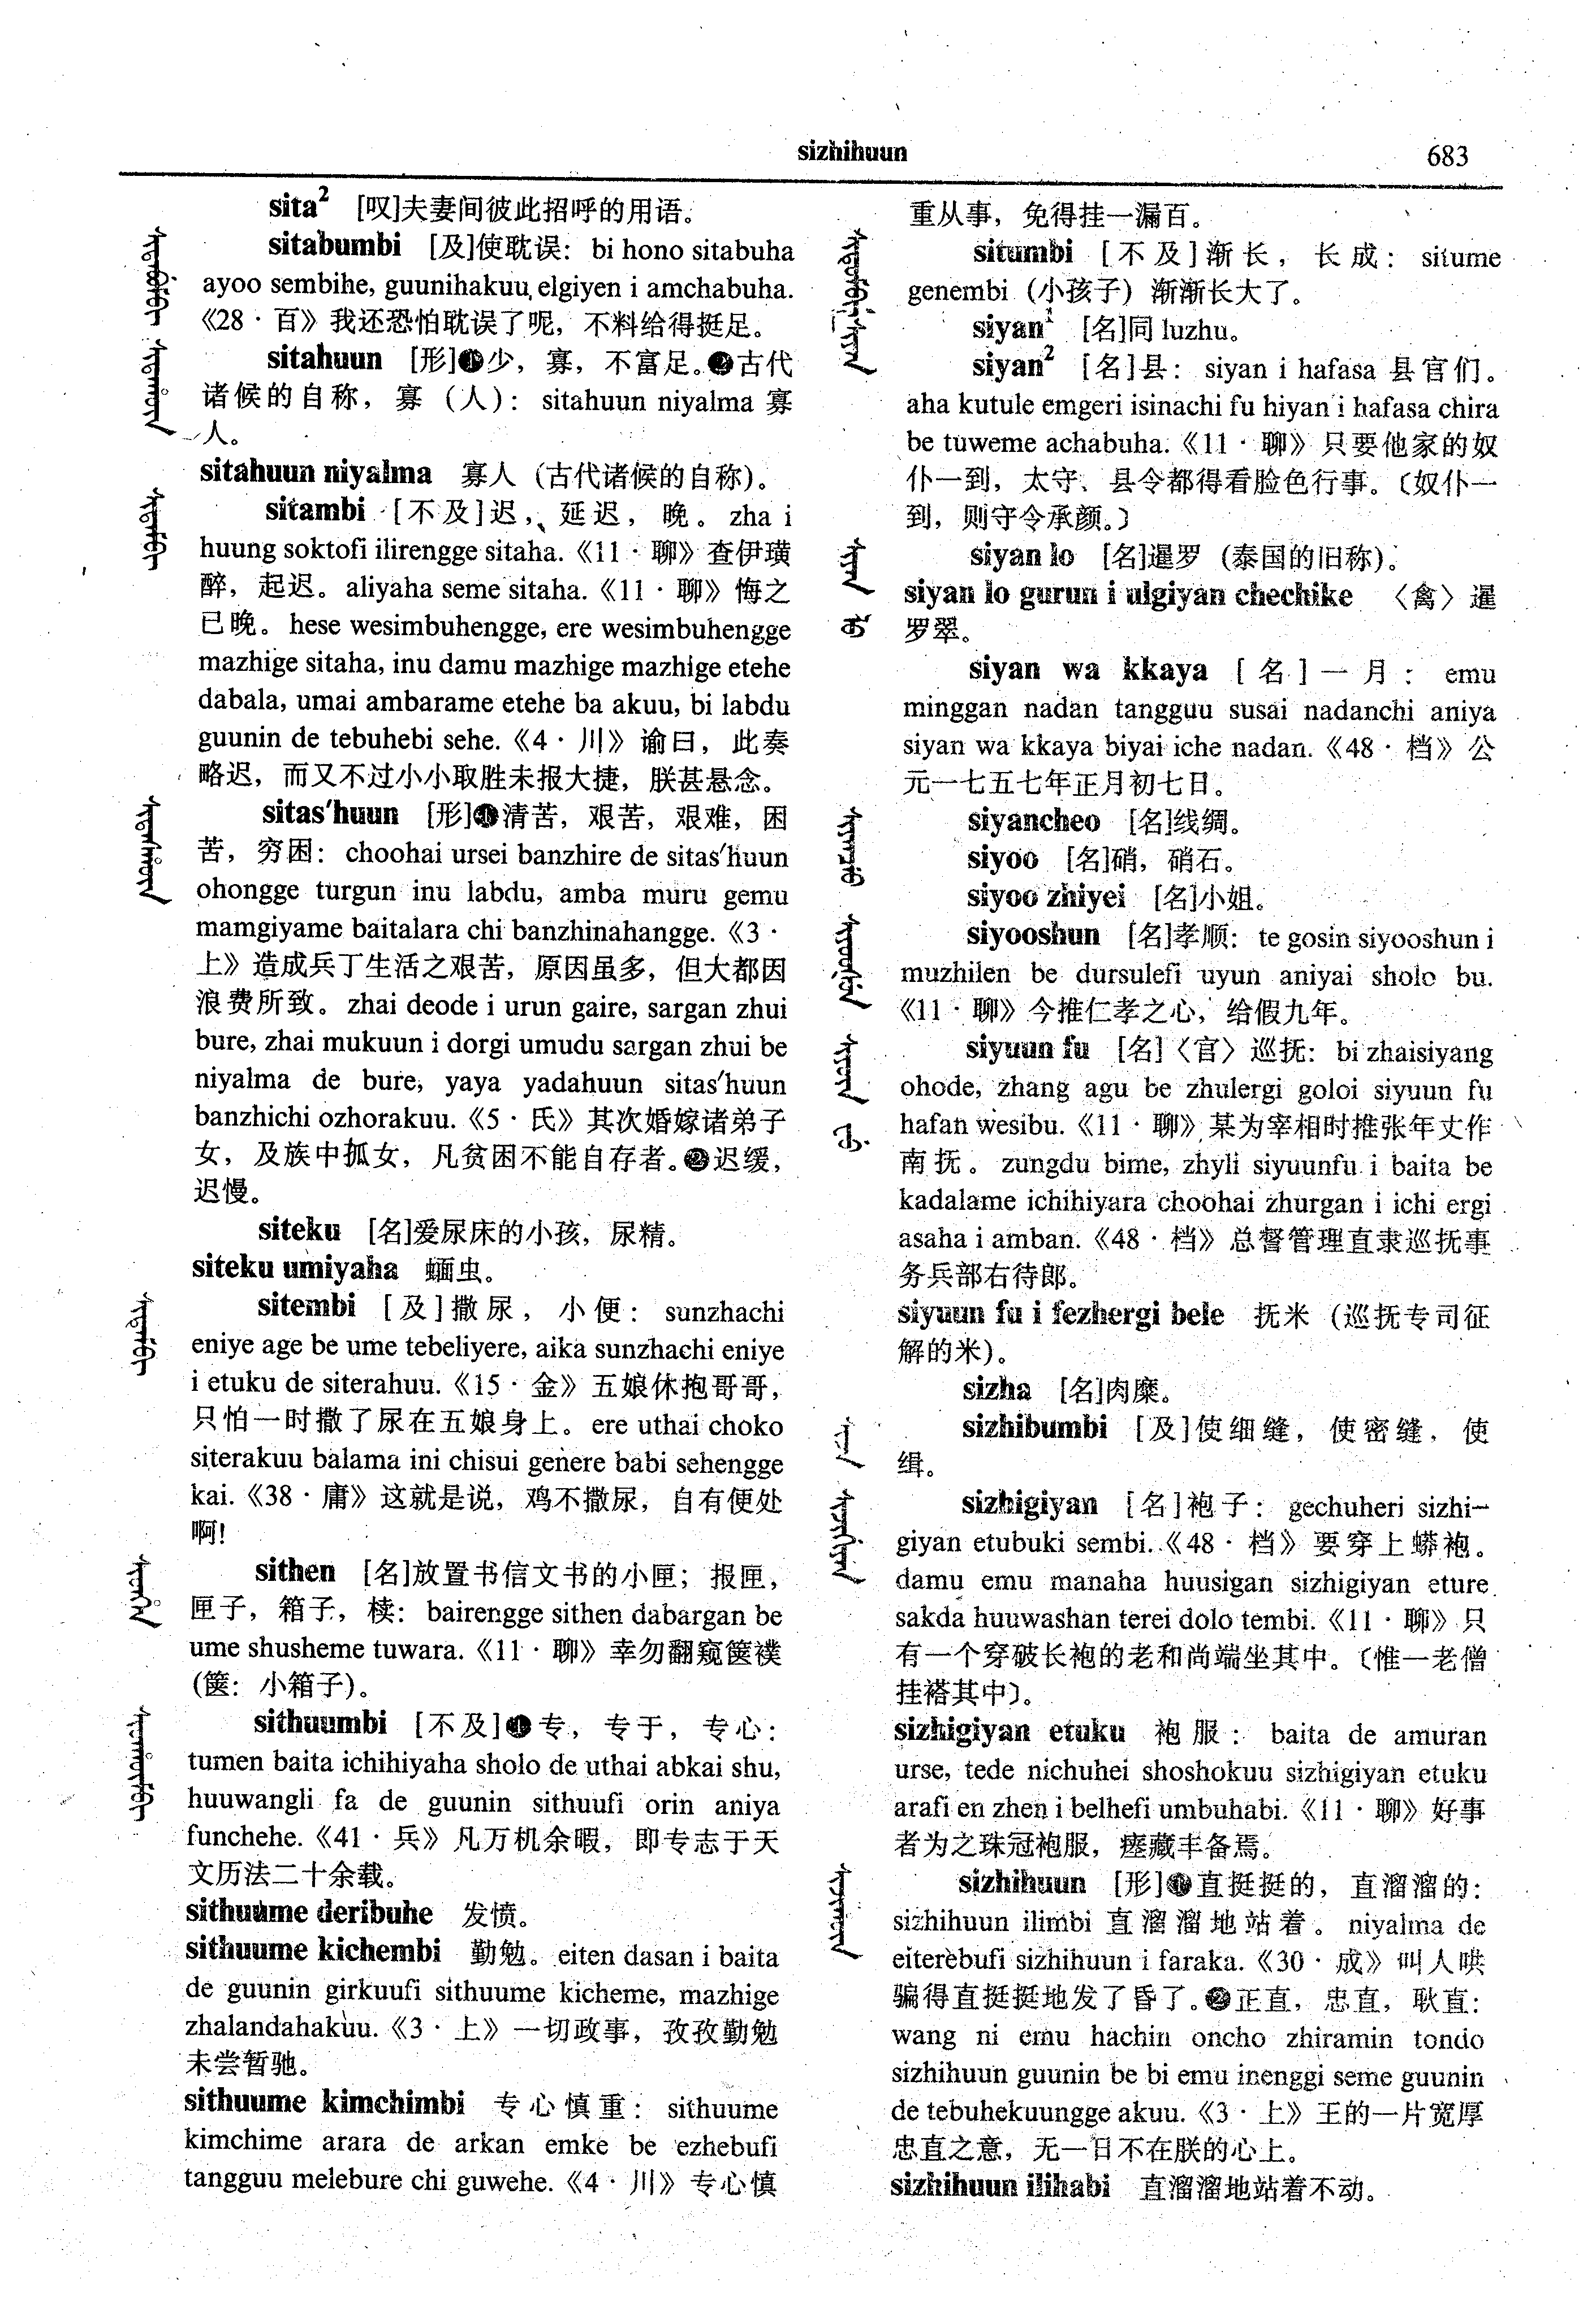 sizhihuun
683
sita² [叹]夫妻间彼此招呼的用语。
sitabumbi [及]使耽误: bi hono sitabuha
ayoo sembihe, guunihakuu elgiyen i amchabuha.
《28·百》我还恐怕耽误了呢，不料给得挺足。
sitahuun [形]❶少，寡，不富足。❷古代
诸候的自称，寡（人）: sitahuun niyalma 寡
人。
sitahuun niyalma 寡人（古代诸候的自称）。
sitambi [不及]迟，、延迟，晚。zha i
huung soktofi ilirengge sitaha.《11·聊》查伊璜
醉，起迟。aliyaha seme sitaha.《11·聊》悔之
已晚。hese wesimbuhengge, ere wesimbuhengge
mazhige sitaha, inu damu mazhige mazhige etehe
dabala, umai ambarame etehe ba akuu, bi labdu
guunin de tebuhebi sehe.《4·川》谕曰，此奏
略迟，而又不过小小取胜未报大捷，朕甚悬念。
sitas'huun [形]❶清苦，艰苦，艰难，困
苦，穷困: choohai ursei banzhire de sitas'huun
ohongge turgun inu labdu, amba muru gemu
mamgiyame baitalara chi banzhinahangge.《3·
上》造成兵丁生活之艰苦，原因虽多，但大都因
浪费所致。zhai deode i urun gaire, sargan zhui
bure, zhai mukuun i dorgi umudu sargan zhui be
niyalma de bure, yaya yadahuun sitas'huun
banzhichi ozhorakuu.《5·氏》其次婚嫁诸弟子
女，及族中孤女，凡贫困不能自存者。❷迟缓，
迟慢。
siteku [名]爱尿床的小孩，尿精。
siteku umiyaha 蛔虫。
sitembi [及]撒尿，小便: sunzhachi
eniye age be ume tebeliyere, aika sunzhachi eniye
i etuku de siterahuu.《15·金》五娘休抱哥哥，
只怕一时撒了尿在五娘身上。ere uthai choko
siterakuu balama ini chisui genere babi sehengge
kai.《38·庸》这就是说，鸡不撒尿，自有便处
啊!
sithen [名]放置书信文书的小匣；报匣，
匣子，箱子，椟: bairengge sithen dabargan be
ume shusheme tuwara.《11·聊》幸勿翻窥箧襆
(箧: 小箱子)。
sithuumbi [不及]❶专，专于，专心:
tumen baita ichihiyaha sholo de uthai abkai shu,
huuwangli fa de guunin sithuufi orin aniya
funchehe.《41·兵》凡万机余暇，即专志于天
文历法二十余载。
sithuume deribuhe 发愤。
sithuume kichembi 勤勉。eiten dasan i baita
de guunin girkuufi sithuume kicheme, mazhige
zhalandahakuu.《3·上》一切政事，孜孜勤勉
未尝暂驰。
sithuume kimchimbi 专心慎重: sithuume
kimchime arara de arkan emke be ezhebufi
tangguu melebure chi guwehe.《4·川》专心慎
重从事，免得挂一漏百。
situmbi [不及]渐长，长成: situme
genembi（小孩子）渐渐长大了。
siyan¹ [名]同 luzhu。
siyan² [名]县: siyan i hafasa 县官们。
aha kutule emgeri isinachi fu hiyan i hafasa chira
be tuweme achabuha.《11·聊》只要他家的奴
仆一到，太守、县令都得看脸色行事。〔奴仆一
到，则守令承颜。〕
siyan lo [名]暹罗（泰国的旧称）。
siyan lo gurun i ulgiyan chechike 〈禽〉暹
罗翠。
siyan wa kkaya [名]一月: emu
minggan nadan tangguu susai nadanchi aniya
siyan wa kkaya biyai iche nadan.《48·档》公
元一七五七年正月初七日。
siyancheo [名]线绸。
siyoo [名]硝，硝石。
siyoo zhiyei [名]小姐。
siyooshun [名]孝顺: te gosin siyooshun i
muzhilen be dursulefi uyun aniyai sholo bu.
《11·聊》今推仁孝之心，给假九年。
siyuun fu [名]〈官〉巡抚: bi zhaisiyang
ohode, zhang agu be zhulergi goloi siyuun fu
hafan wesibu.《11·聊》某为宰相时推张年丈作
南抚。zungdu bime, zhyli siyuunfu i baita be
kadalame ichihiyara choohai zhurgan i ichi ergi
asaha i amban.《48·档》总督管理直隶巡抚事
务兵部右待郎。
siyuun fu i fezhergi bele 抚米（巡抚专司征
解的米）。
sizha [名]肉糜。
sizhibumbi [及]使细缝，使密缝，使
缉。
sizhigiyan [名]袍子: gechuheri sizhi-
giyan etubuki sembi.《48·档》要穿上蟒袍。
damu emu manaha huusigan sizhigiyan eture
sakda huuwashan terei dolo tembi.《11·聊》只
有一个穿破长袍的老和尚端坐其中。〔惟一老僧
挂褡其中〕。
sizhigiyan etuku 袍服: baita de amuran
urse, tede nichuhei shoshokuu sizhigiyan etuku
arafi en zhen i belhefi umbuhabi.《11·聊》好事
者为之珠冠袍服，瘗藏丰备焉。
sizhihuun [形]❶直挺挺的，直溜溜的:
sizhihuun ilimbi 直溜溜地站着。niyalma de
eiterebufi sizhihuun i faraka.《30·成》叫人哄
骗得直挺挺地发了昏了。❷正直，忠直，耿直:
wang ni emu hachin oncho zhiramin tondo
sizhihuun guunin be bi emu inenggi seme guunin
de tebuhekuungge akuu.《3·上》王的一片宽厚
忠直之意，无一日不在朕的心上。
sizhihuun ilihabi 直溜溜地站着不动。